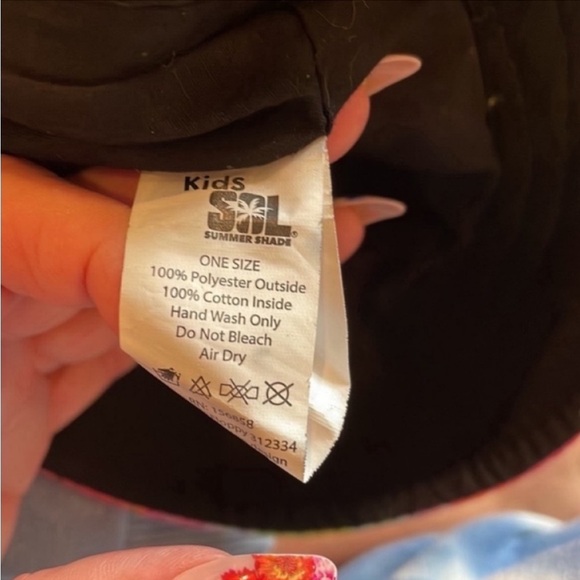 Kids
SOL
SUMMER SHADE®
ONE SIZE
100% Polyester Outside
100% Cotton Inside
Hand Wash Only
Do Not Bleach
Air Dry
312334